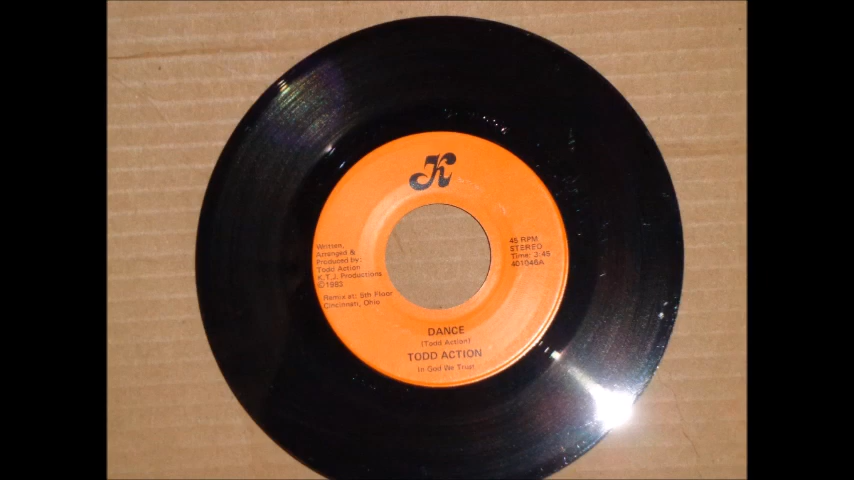 K
Written,
Arranged &
Produced by:
Todd Action
K.T.J. Productions
©1983
Remix at: 5th Floor
Cincinnati, Ohio
45 RPM
STEREO
Time: 3:45
401046A
DANCE
(Todd Action)
TODD ACTION
In God We Trust